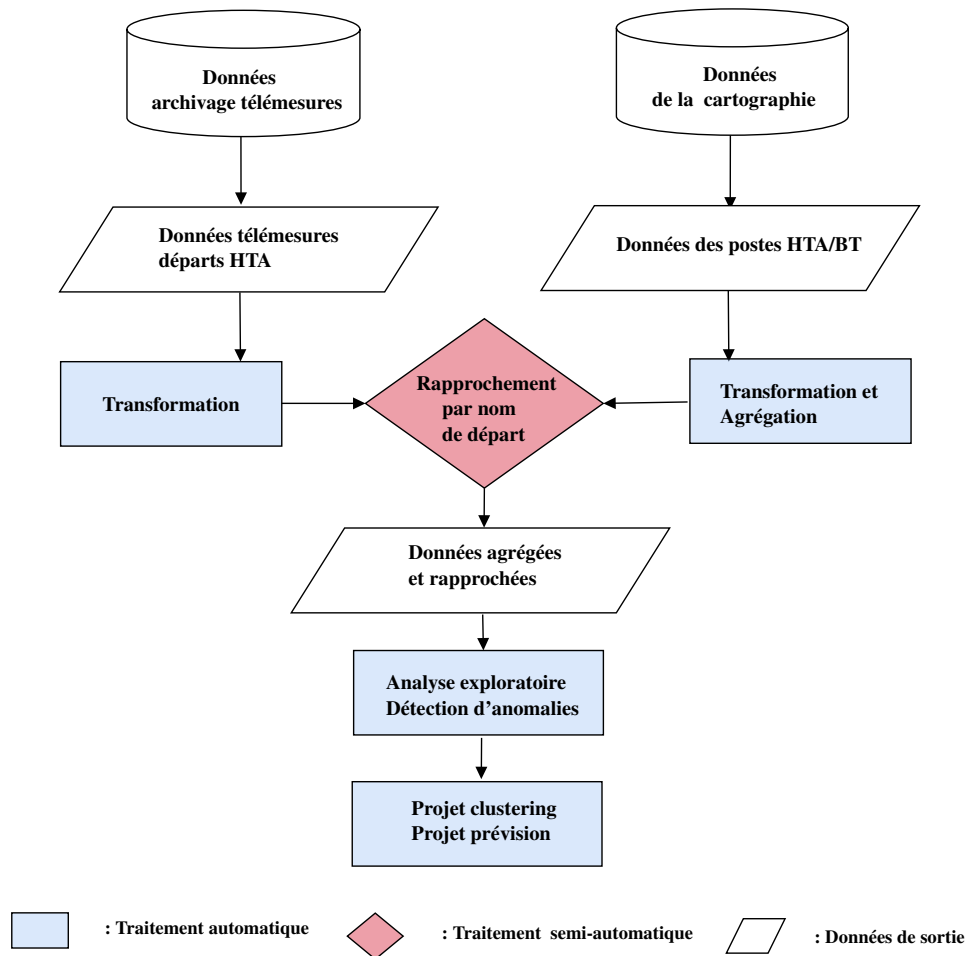 Données
archivage télémesures
Données
de la cartographie
Données télémesures
départs HTA
Données des postes HTA/BT
Transformation
Rapprochement
par nom
de départ
Transformation et
Agrégation
Données agrégées
et rapprochées
Analyse exploratoire
Détection d'anomalies
Projet clustering
Projet prévision
: Traitement automatique
: Traitement semi-automatique
: Données de sortie